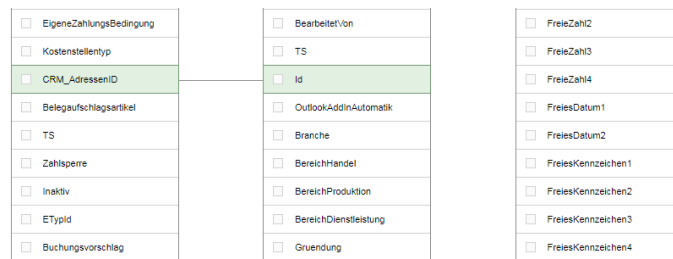 EigeneZahlungsBedingung
Kostenstellentyp
CRM_AdressenID
Belegaufschlagsartikel
TS
Zahlsperre
Inaktiv
ETypId
Buchungsvorschlag
BearbeitetVon
TS
Id
OutlookAddInAutomatik
Branche
BereichHandel
BereichProduktion
BereichDienstleistung
Gruendung
FreieZahl2
FreieZahl3
FreieZahl4
FreiesDatum1
FreiesDatum2
FreiesKennzeichen1
FreiesKennzeichen2
FreiesKennzeichen3
FreiesKennzeichen4